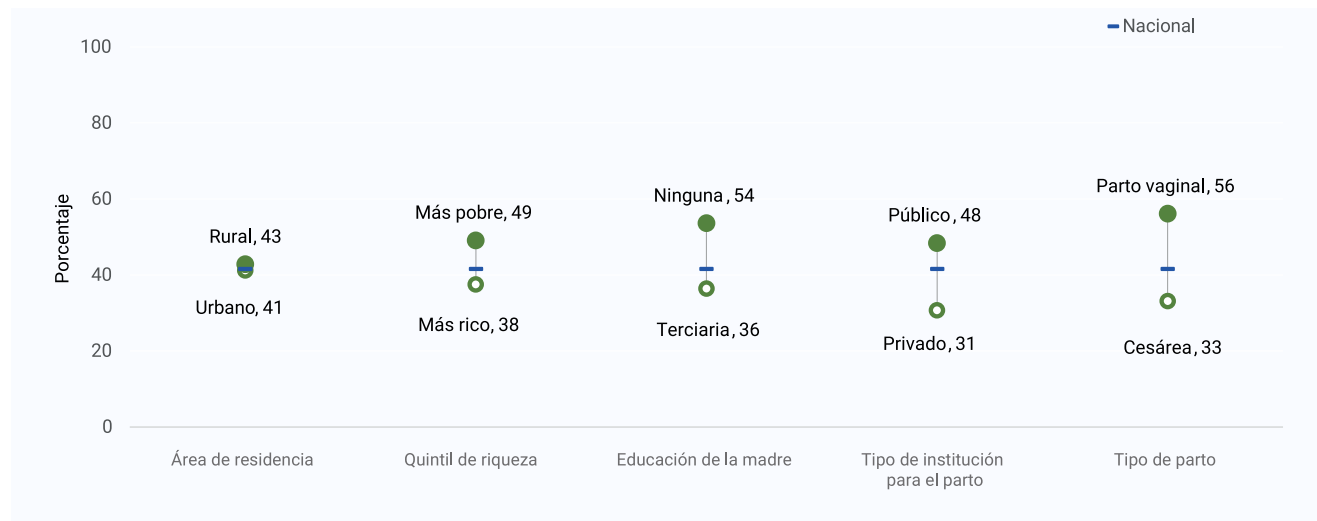 Nacional
Porcentaje
100
80
60
40
20
0
Rural, 43
Urbano, 41
Más pobre, 49
Más rico, 38
Ninguna, 54
Terciaria, 36
Público, 48
Privado, 31
Parto vaginal, 56
Cesárea, 33
Área de residencia
Quintil de riqueza
Educación de la madre
Tipo de institución
para el parto
Tipo de parto